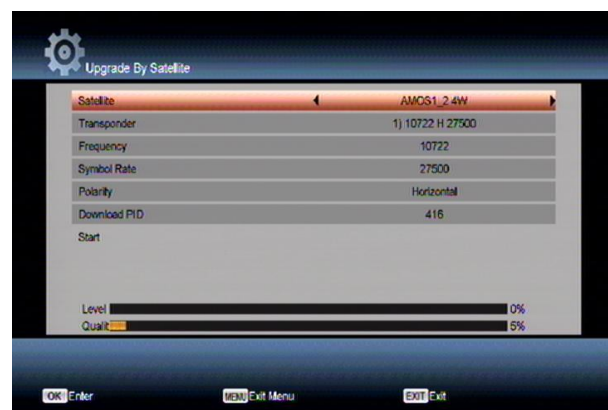 Upgrade By Satellite
Satellite AMOS1_2.4W
Transponder 1) 10722 H 27500
Frequency 10722
Symbol Rate 27500
Polarity Horizontal
Download PID 416
Start
Level 0%
Qualit 5%
OK Enter MENU Exit Menu EXIT Exit